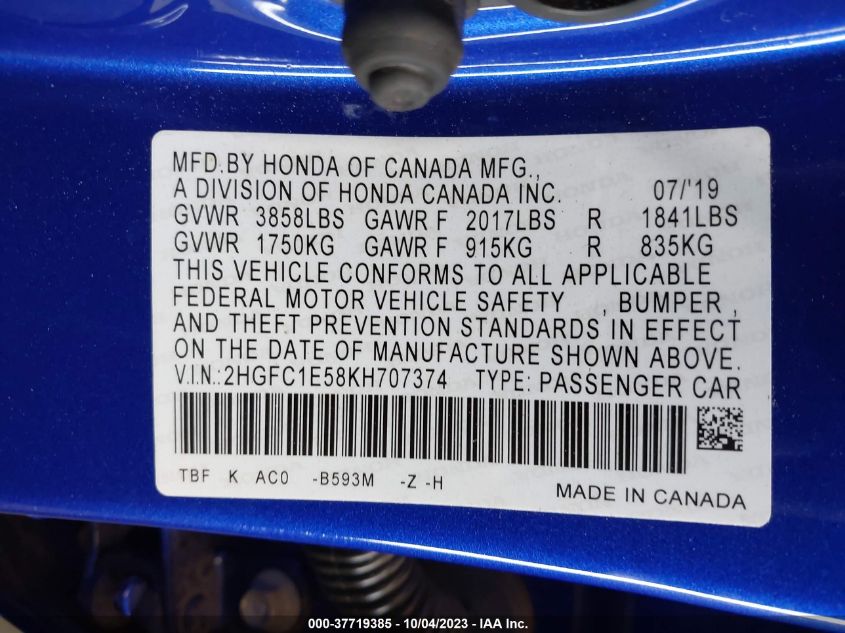 MFD.BY HONDA OF CANADA MFG.,
A DIVISION OF HONDA CANADA INC. 07/'19
GVWR 3858LBS GAWR F 2017LBS R 1841LBS
GVWR 1750KG GAWR F 915KG R 835KG
THIS VEHICLE CONFORMS TO ALL APPLICABLE
FEDERAL MOTOR VEHICLE SAFETY , BUMPER ,
AND THEFT PREVENTION STANDARDS IN EFFECT
ON THE DATE OF MANUFACTURE SHOWN ABOVE.
V.I.N.:2HGFC1E58KH707374 TYPE: PASSENGER CAR
TBF K AC0 -B593M -Z -H
MADE IN CANADA
000-37719385 - 10/04/2023 - IAA Inc.